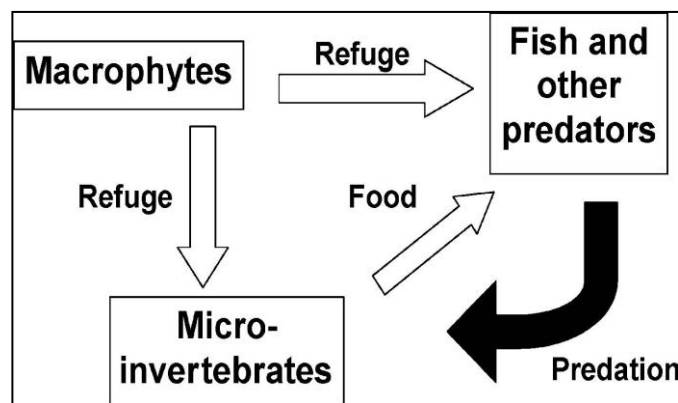 Macrophytes
Refuge
Fish and
other
predators
Refuge
Food
Micro-
invertebrates
Predation